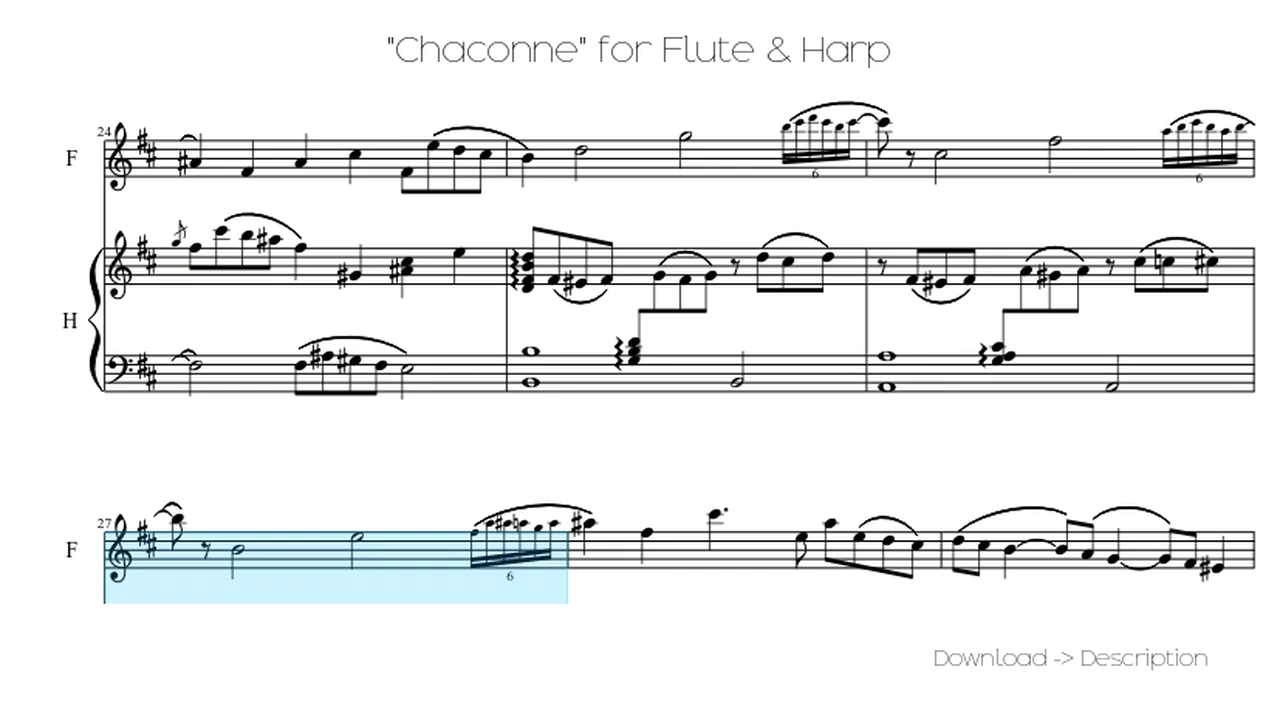 "Chaconne" for Flute & Harp
24
F
6
6
H
27
F
6
Download -> Description